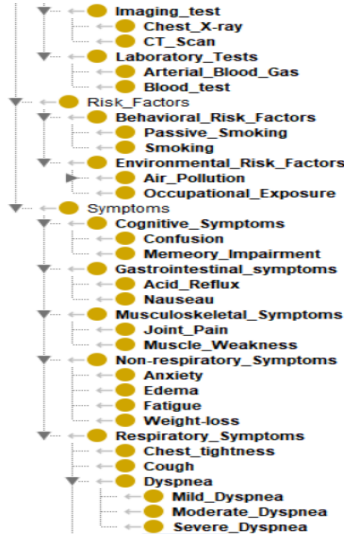 Imaging_test
Chest_X-ray
CT_Scan
Laboratory_Tests
Arterial_Blood_Gas
Blood_test
Risk_Factors
Behavioral_Risk_Factors
Passive_Smoking
Smoking
Environmental_Risk_Factors
Air_Pollution
Occupational_Exposure
Symptoms
Cognitive_Symptoms
Confusion
Memeory_Impairment
Gastrointestinal_symptoms
Acid_Reflux
Nauseau
Musculoskeletal_Symptoms
Joint_Pain
Muscle_Weakness
Non-respiratory_Symptoms
Anxiety
Edema
Fatigue
Weight-loss
Respiratory_Symptoms
Chest_tightness
Cough
Dyspnea
Mild_Dyspnea
Moderate_Dyspnea
Severe_Dyspnea